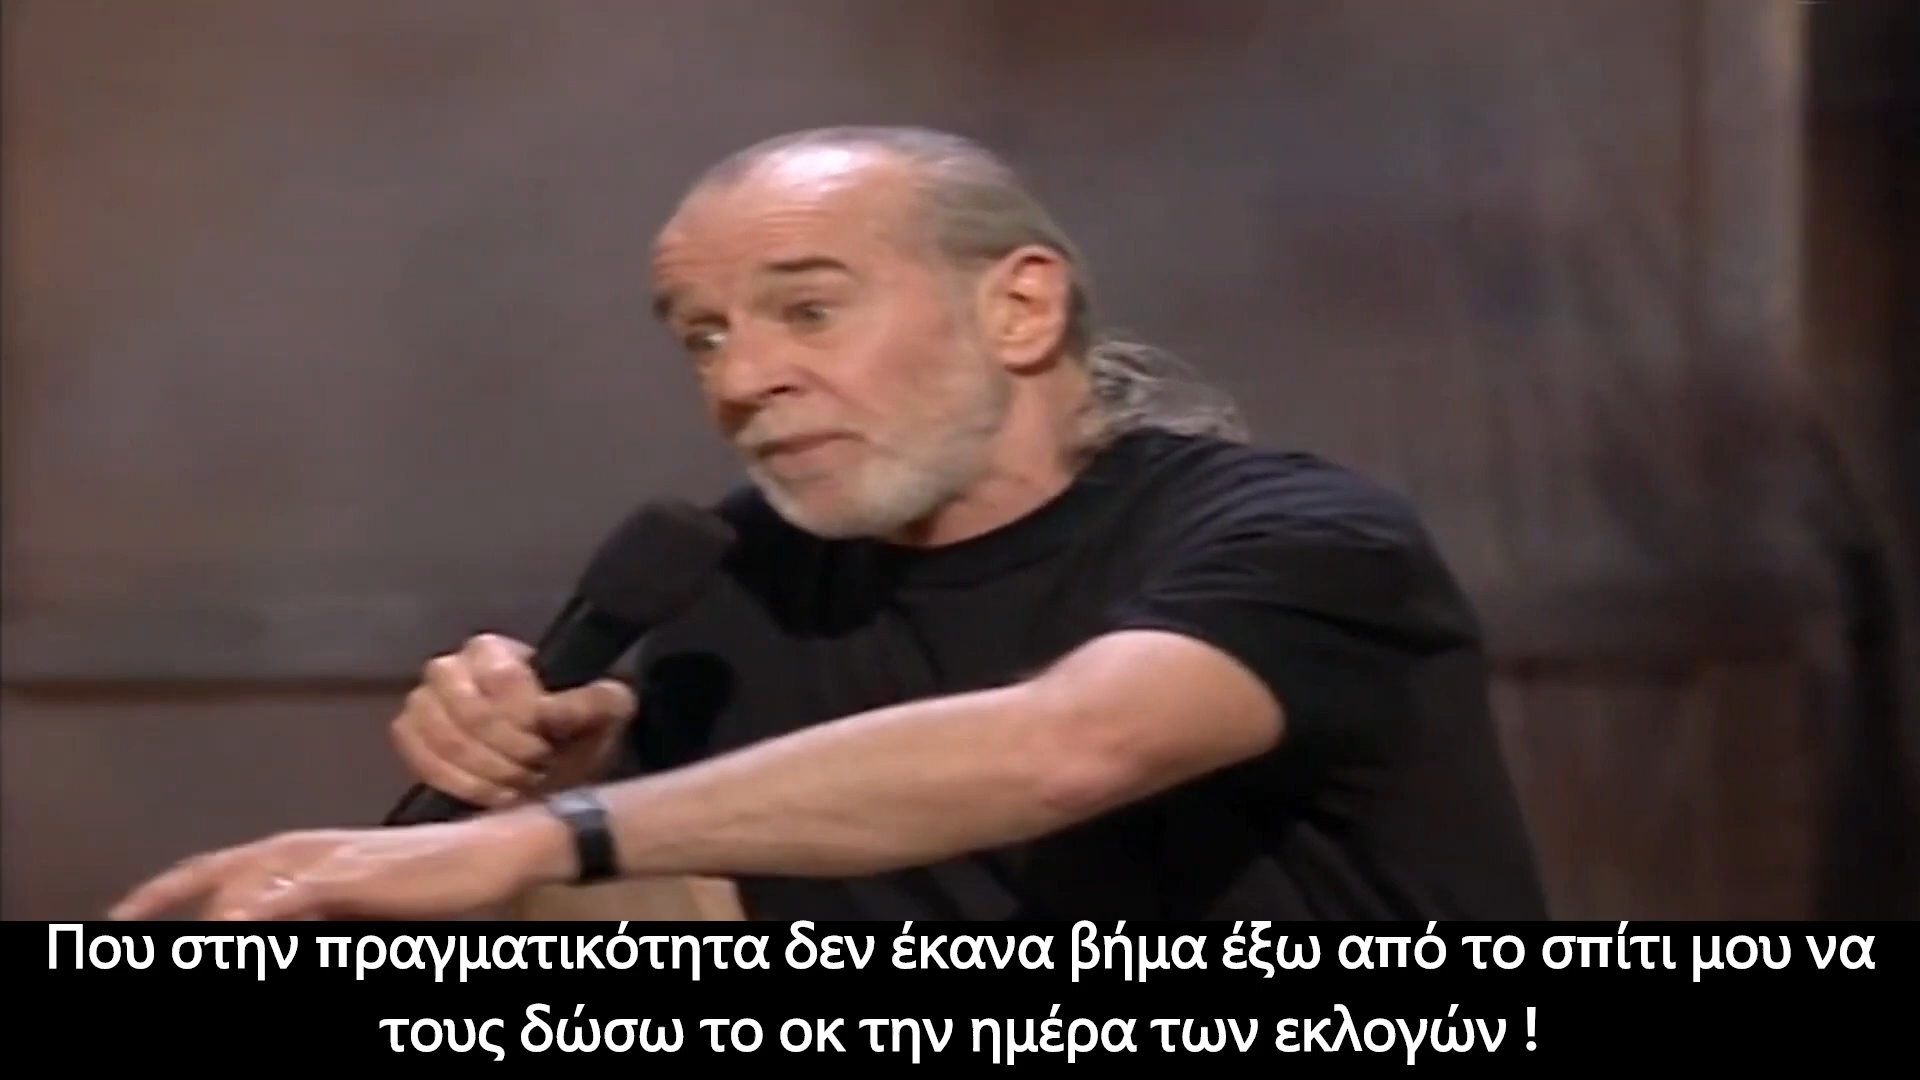 Που στην πραγματικότητα δεν έκανα βήμα έξω από το σπίτι μου να
τους δώσω το οκ την ημέρα των εκλογών !